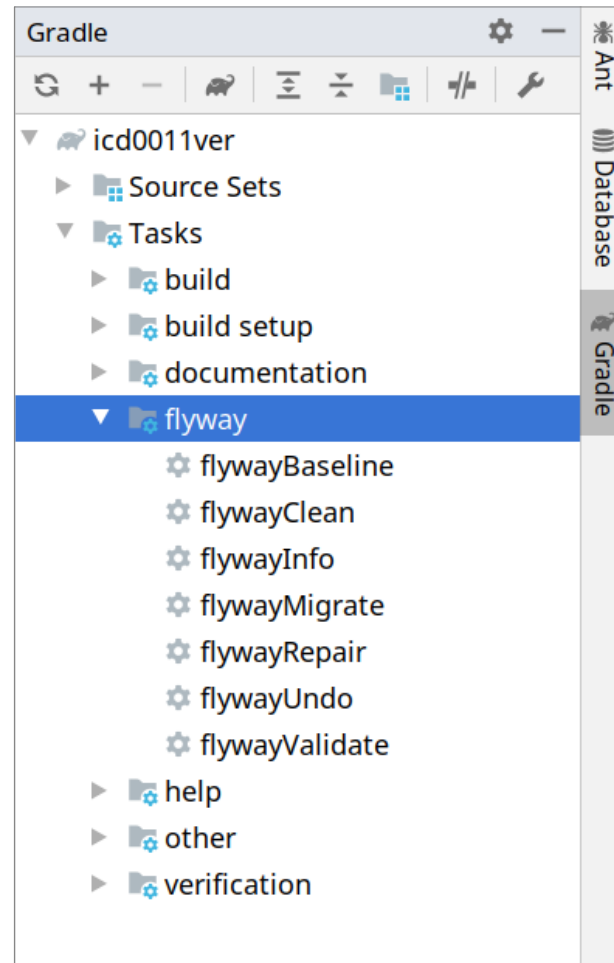 Gradle
icd0011ver
Source Sets
Tasks
build
build setup
documentation
flyway
flywayBaseline
flywayClean
flywayInfo
flywayMigrate
flywayRepair
flywayUndo
flywayValidate
help
other
verification
Ant
Database
Gradle